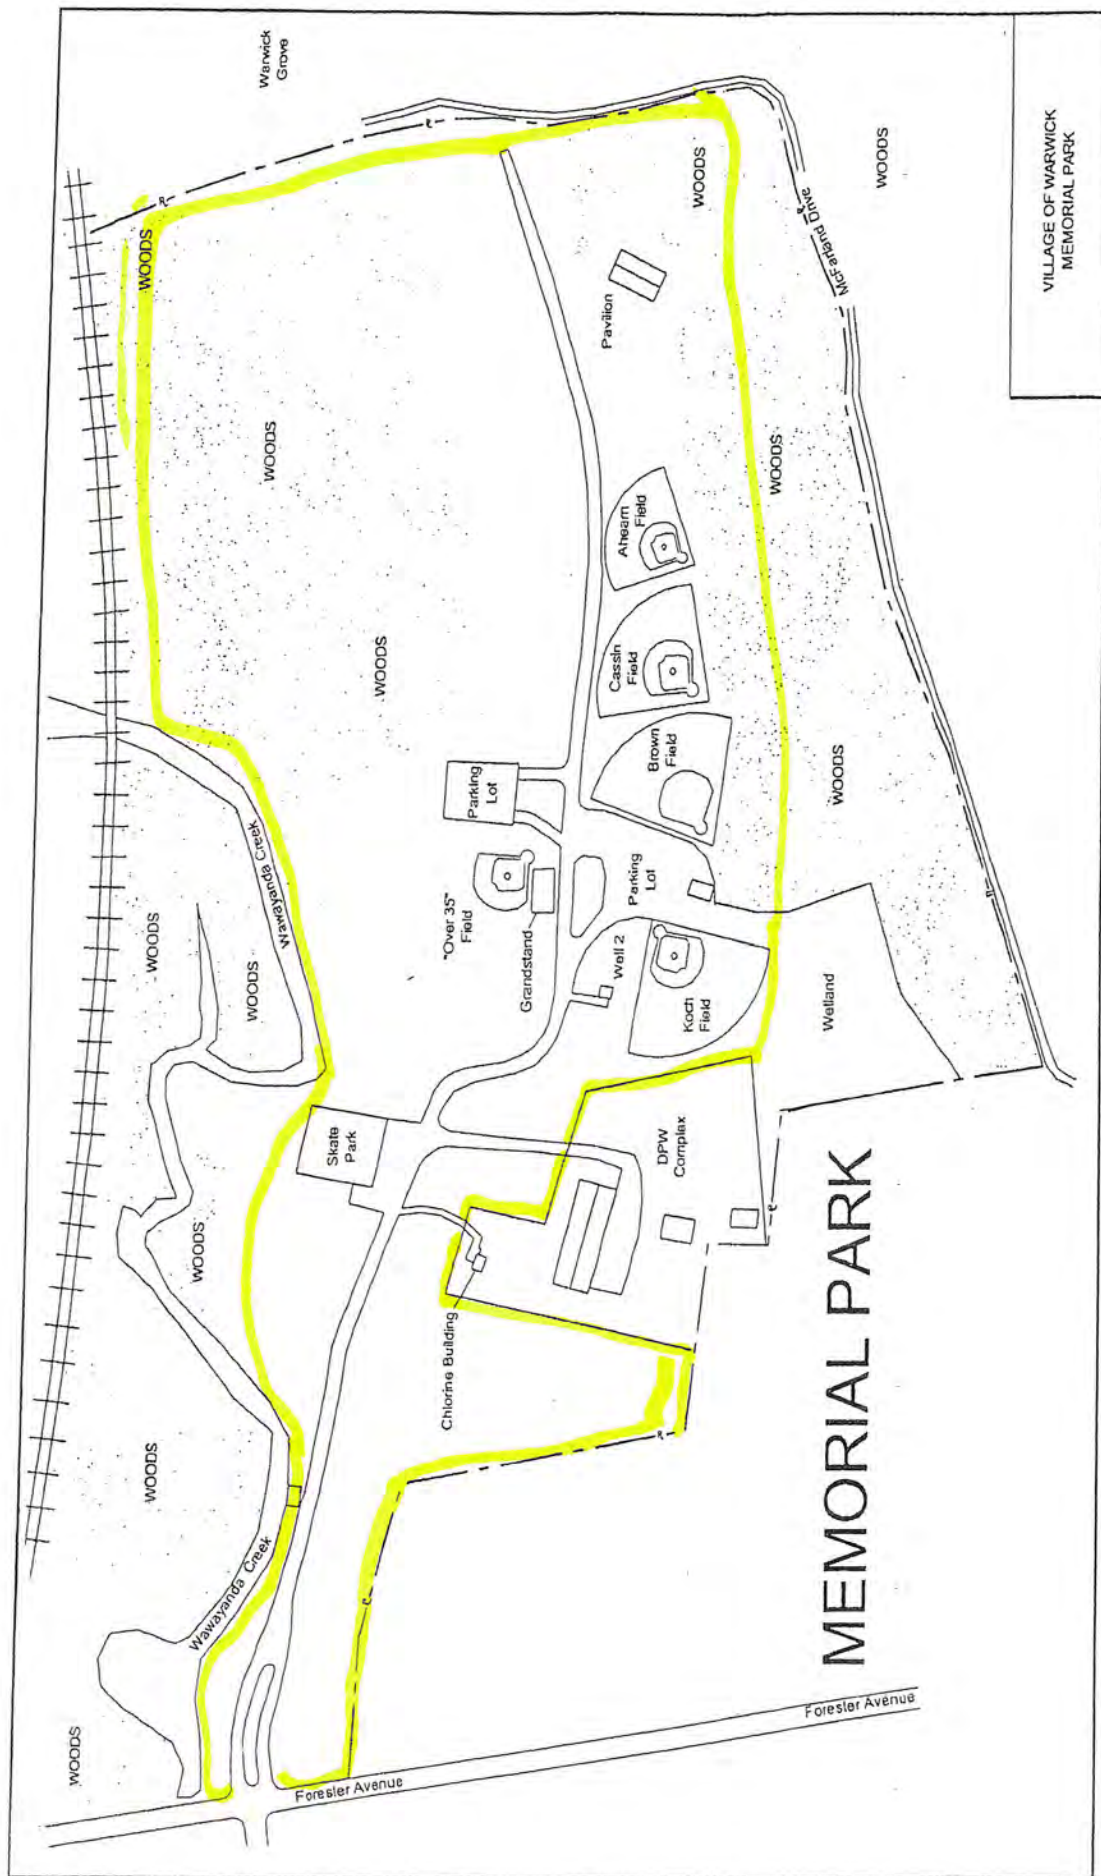 Warwick
Grove
WOODS
WOODS
WOODS
McFarland Drive
WOODS
VILLAGE OF WARWICK
MEMORIAL PARK
Pavilion
WOODS
WOODS
Ahearn
Field
Cassin
Field
WOODS
Brown
Field
WOODS
Parking
Lot
Wawayanda Creek
WOODS
WOODS
"Over 35"
Field
Grandstand
Parking
Lot
Well 2
Koch
Field
Wetland
Skate
Park
DPW
Complex
WOODS
Chlorine Building
WOODS
Wawayanda Creek
WOODS
Forester Avenue
Forester Avenue
MEMORIAL PARK